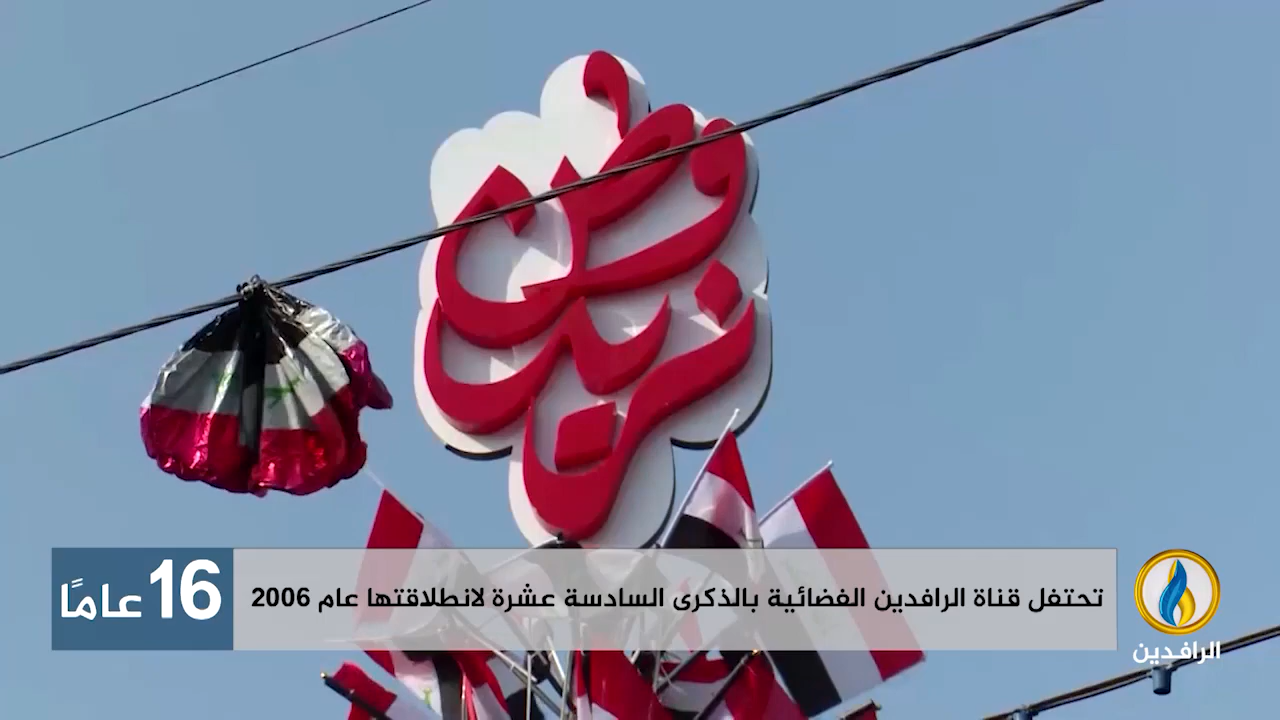 نريد
وطن
تحتفل قناة الرافدين الفضائية بالذكرى السادسة عشرة لانطلاقتها عام 2006
16 عامًا
الرافدين